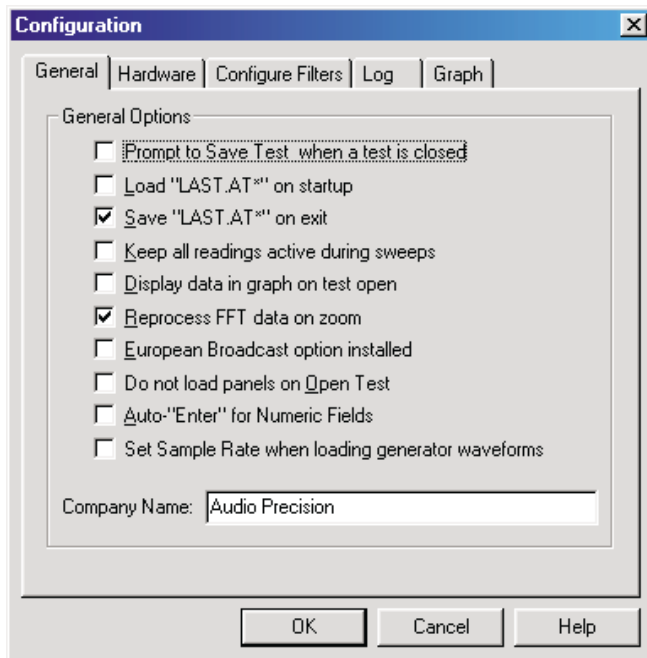 Configuration
General Hardware Configure Filters Log Graph
General Options
Prompt to Save Test when a test is closed
Load "LAST.AT*" on startup
Save "LAST.AT*" on exit
Keep all readings active during sweeps
Display data in graph on test open
Reprocess FFT data on zoom
European Broadcast option installed
Do not load panels on Open Test
Auto-"Enter" for Numeric Fields
Set Sample Rate when loading generator waveforms
Company Name: Audio Precision
OK Cancel Help